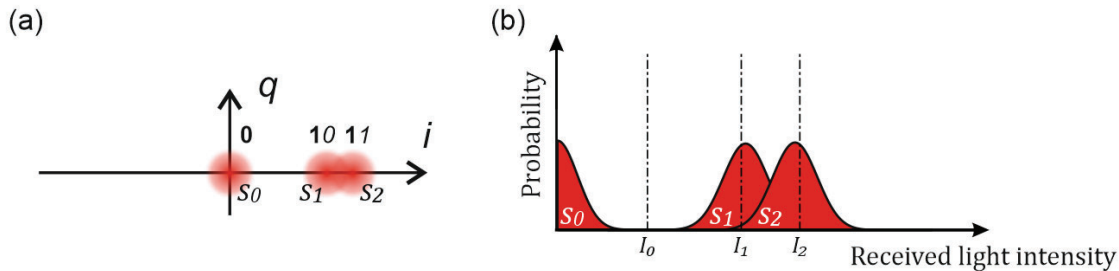 (a)
q
0
10 11
i
S0
S1
S2
(b)
Probability
S0
S1
S2
I0
I1
I2
Received light intensity